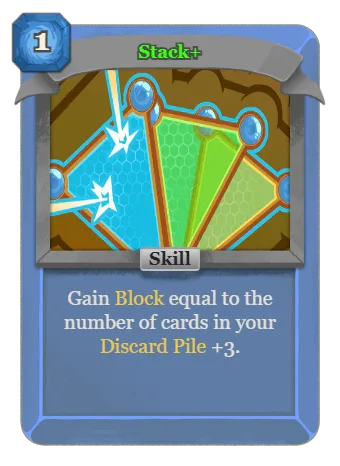 1
Stack+
Skill
Gain Block equal to the
number of cards in your
Discard Pile +3.